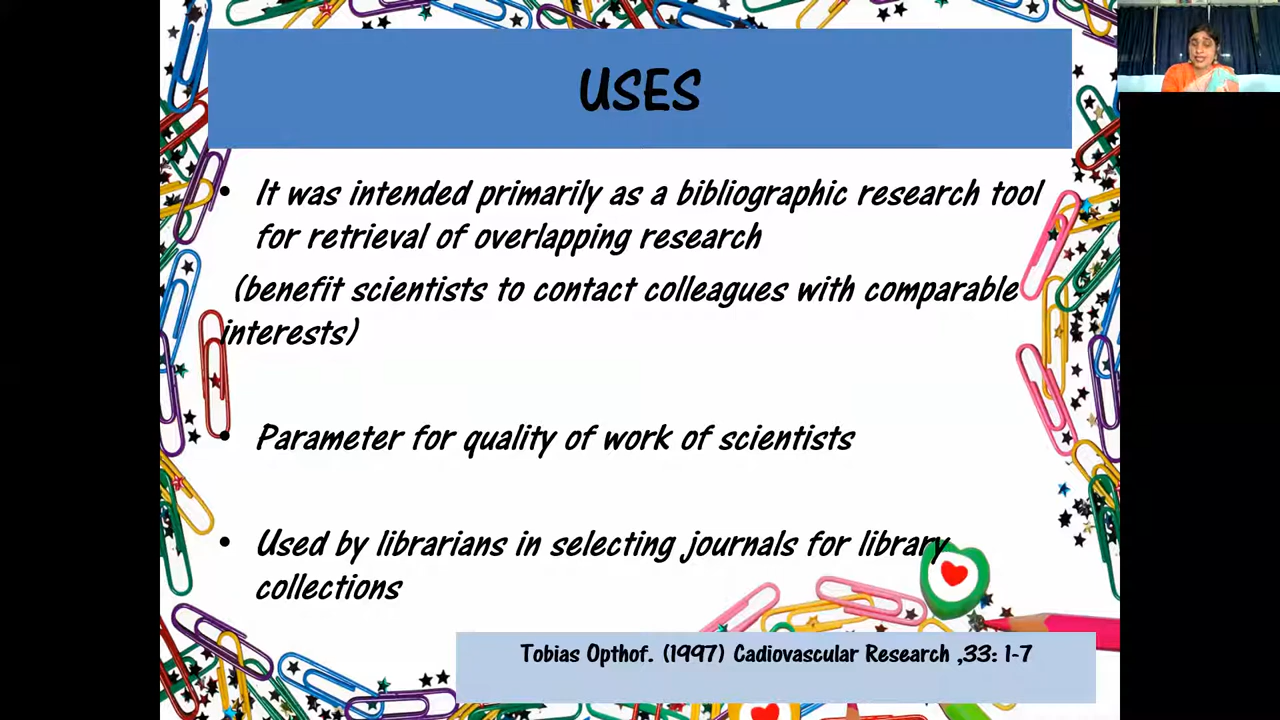 USES
• It was intended primarily as a bibliographic research tool
for retrieval of overlapping research
(benefit scientists to contact colleagues with comparable
interests)
• Parameter for quality of work of scientists
• Used by librarians in selecting journals for library
collections
Tobias Opthof. (1997) Cadiovascular Research ,33: 1-7